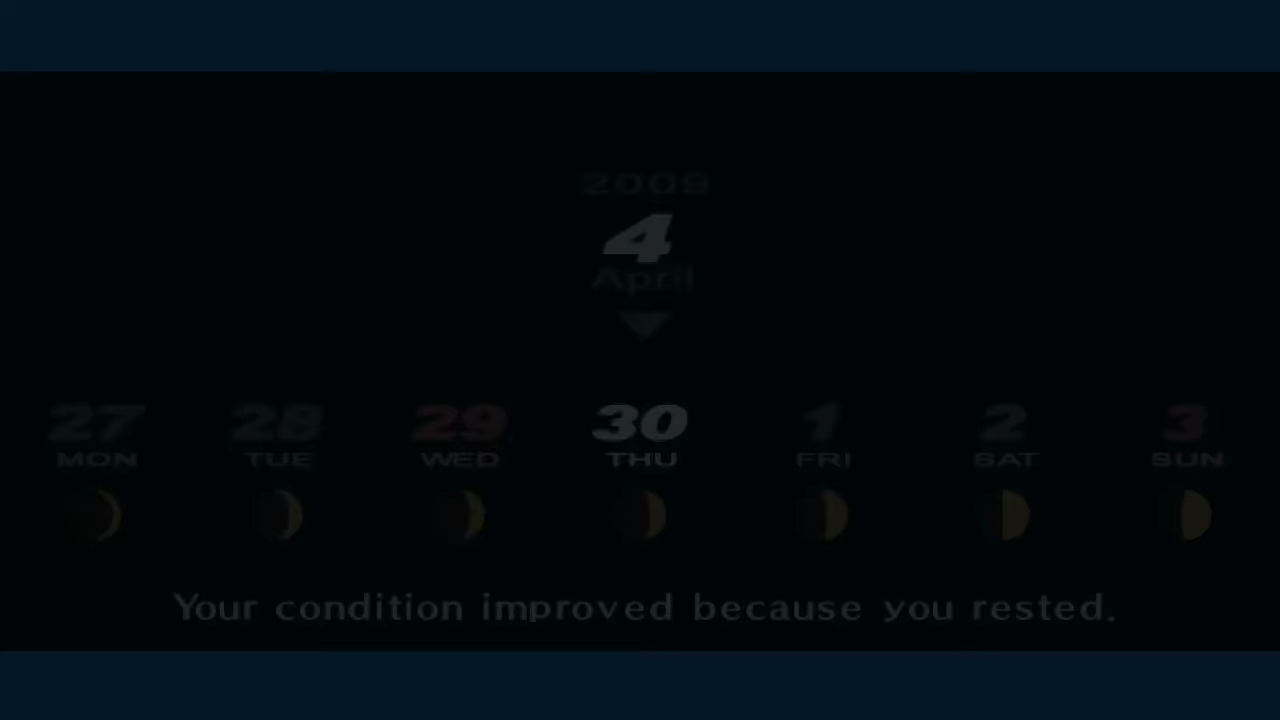 2009
4
April
27 28 29 30 1 2 3
MON TUE WED THU FRI SAT SUN
Your condition improved because you rested.